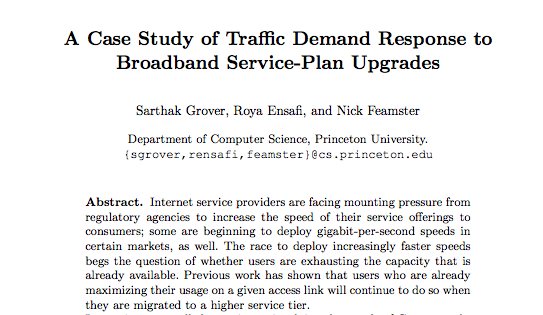 A Case Study of Traffic Demand Response to
Broadband Service-Plan Upgrades
Sarthak Grover, Roya Ensafi, and Nick Feamster
Department of Computer Science, Princeton University.
{sgrover,rensafi,feamster}@cs.princeton.edu
Abstract. Internet service providers are facing mounting pressure from
regulatory agencies to increase the speed of their service offerings to
consumers; some are beginning to deploy gigabit-per-second speeds in
certain markets, as well. The race to deploy increasingly faster speeds
begs the question of whether users are exhausting the capacity that is
already available. Previous work has shown that users who are already
maximizing their usage on a given access link will continue to do so when
they are migrated to a higher service tier.